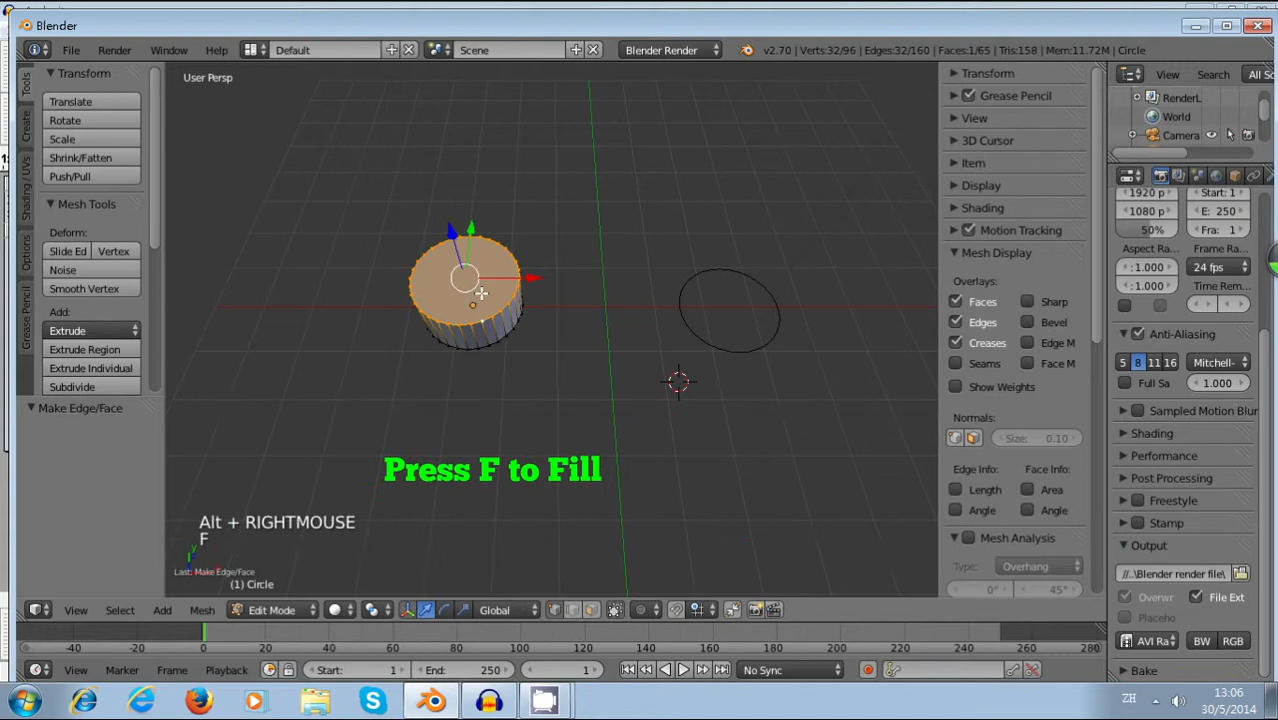 Blender
File Render Window Help Default Scene Blender Render v2.70 | Verts:32/96 | Edges:32/160 | Faces:1/65 | Tris:158 | Mem:11.72M | Circle
Tools
Create
Shading / UVs
Options
Grease Pencil
Transform
Translate
Rotate
Scale
Shrink/Fatten
Push/Pull
Mesh Tools
Deform:
Slide Ed Vertex
Noise
Smooth Vertex
Add:
Extrude
Extrude Region
Extrude Individual
Subdivide
Make Edge/Face
User Persp
Press F to Fill
Alt + RIGHTMOUSE
F
Last: Make Edge/Face
(1) Circle
Transform
Grease Pencil
View
3D Cursor
Item
Display
Shading
Motion Tracking
Mesh Display
Overlays:
Faces Sharp
Edges Bevel
Creases Edge M
Seams Face M
Show Weights
Normals:
Size: 0.10
Edge Info: Face Info:
Length Area
Angle Angle
Mesh Analysis
Type: Overhang
0° 45°
View Search All Sc
RenderL
World
Camera
1920 p Start: 1
1080 p E: 250
50% Fra: 1
Aspect Ra Frame Ra
: 1.000 24 fps
: 1.000 Time Rem
Anti-Aliasing
5 8 11 16 Mitchell-
Full Sa 1.000
Sampled Motion Blur
Shading
Performance
Post Processing
Freestyle
Stamp
Output
//..\Blender render file\
Overwr File Ext
Placeho
AVI Ra BW RGB
Bake
View Select Add Mesh Edit Mode Global
-40 -20 0 20 40 60 80 100 120 140 160 180 200 220 240 260 280
View Marker Frame Playback Start: 1 End: 250 1 No Sync
ZH 13:06
30/5/2014